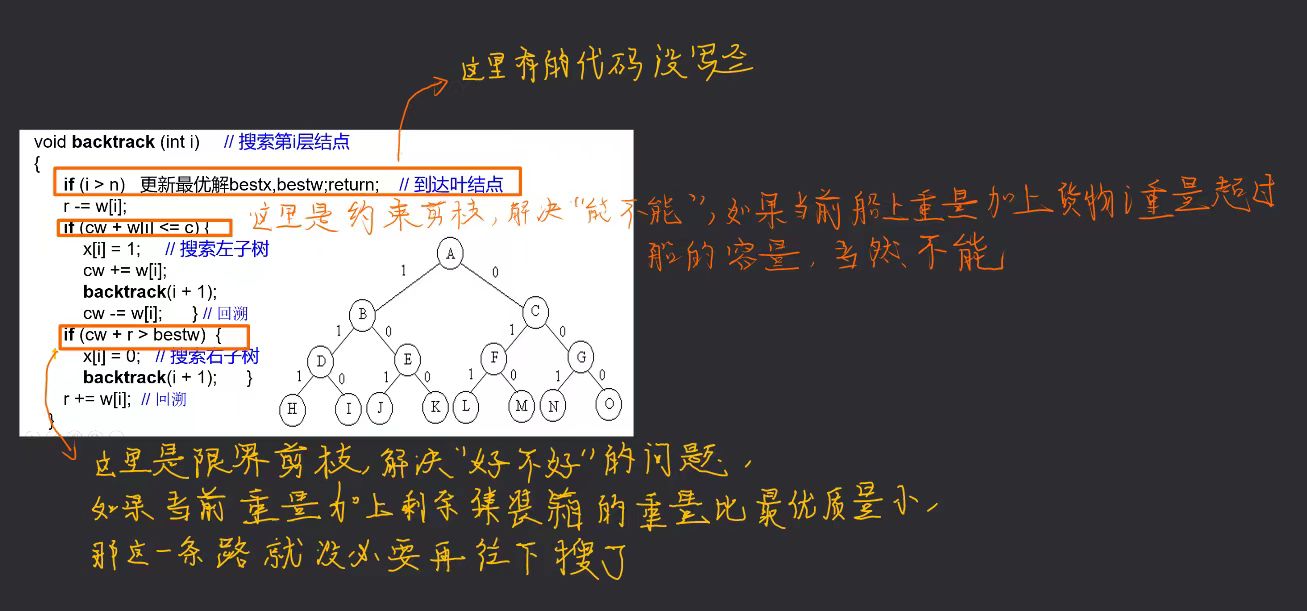 这里有的代码没写全
void backtrack (int i) // 搜索第i层结点
{
if (i > n) 更新最优解bestx,bestw;return; // 到达叶结点
r -= w[i];
这里是约束剪枝,解决“能不能”,如果当前船上重量加上货物i重量超过
船的容量,当然不能
if (cw + w[i] <= c) {
x[i] = 1; // 搜索左子树
cw += w[i];
backtrack(i + 1);
cw -= w[i]; } // 回溯
if (cw + r > bestw) {
x[i] = 0; // 搜索右子树
backtrack(i + 1); }
r += w[i]; // 回溯
}
A
1 0
B C
1 0 1 0
D E F G
1 0 1 0 1 0 1 0
H I J K L M N O
这里是限界剪枝,解决“好不好”的问题,
如果当前重量加上剩余集装箱的重量比最优质量小,
那这一条路就没必要再往下搜了